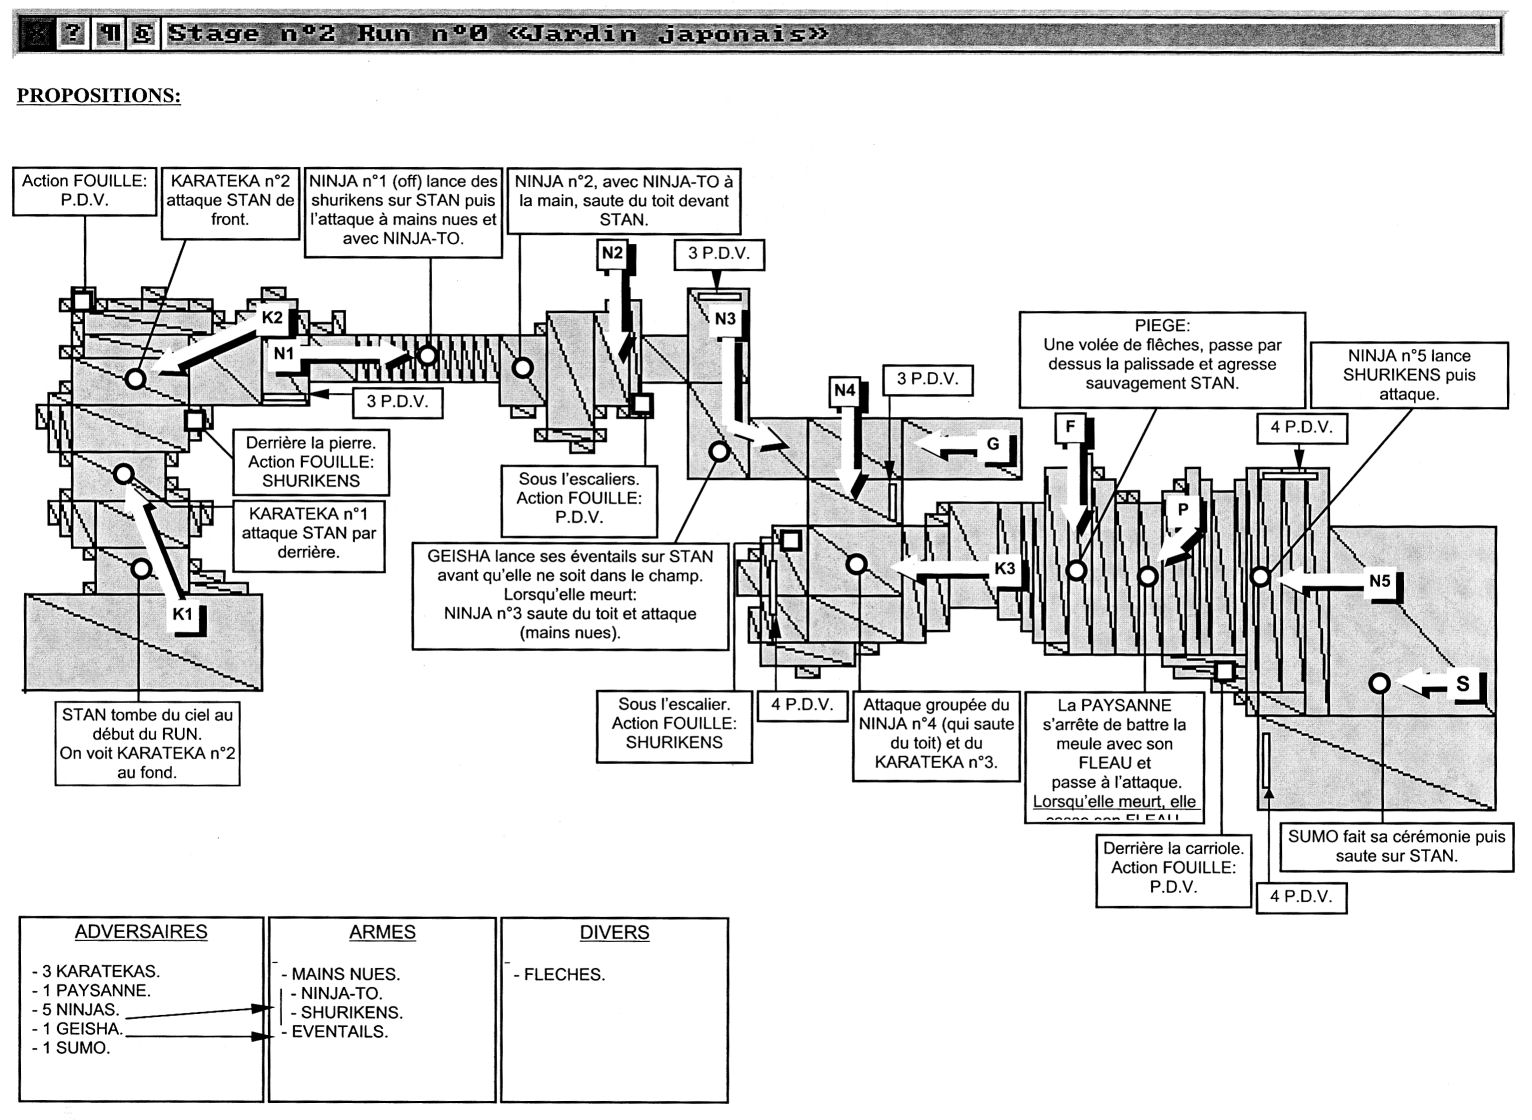 ? ¶ § Stage n°2 Run n°0 «Jardin japonais»
PROPOSITIONS:
Action FOUILLE:
P.D.V.
KARATEKA n°2
attaque STAN de
front.
NINJA n°1 (off) lance des
shurikens sur STAN puis
l'attaque à mains nues et
avec NINJA-TO.
NINJA n°2, avec NINJA-TO à
la main, saute du toit devant
STAN.
N2
3 P.D.V.
K2
N1
N3
3 P.D.V.
N4
3 P.D.V.
PIEGE:
Une volée de flêches, passe par
dessus la palissade et agresse
sauvagement STAN.
NINJA n°5 lance
SHURIKENS puis
attaque.
Derrière la pierre.
Action FOUILLE:
SHURIKENS
G
F
4 P.D.V.
Sous l'escaliers.
Action FOUILLE:
P.D.V.
KARATEKA n°1
attaque STAN par
derrière.
P
GEISHA lance ses éventails sur STAN
avant qu'elle ne soit dans le champ.
Lorsqu'elle meurt:
NINJA n°3 saute du toit et attaque
(mains nues).
K3
N5
K1
S
STAN tombe du ciel au
début du RUN.
On voit KARATEKA n°2
au fond.
Sous l'escalier.
Action FOUILLE:
SHURIKENS
4 P.D.V.
Attaque groupée du
NINJA n°4 (qui saute
du toit) et du
KARATEKA n°3.
La PAYSANNE
s'arrête de battre la
meule avec son
FLEAU et
passe à l'attaque.
Lorsqu'elle meurt, elle
Derrière la carriole.
Action FOUILLE:
P.D.V.
SUMO fait sa cérémonie puis
saute sur STAN.
4 P.D.V.
ADVERSAIRES
- 3 KARATEKAS.
- 1 PAYSANNE.
- 5 NINJAS.
- 1 GEISHA.
- 1 SUMO.
ARMES
- MAINS NUES.
- NINJA-TO.
- SHURIKENS.
- EVENTAILS.
DIVERS
- FLECHES.